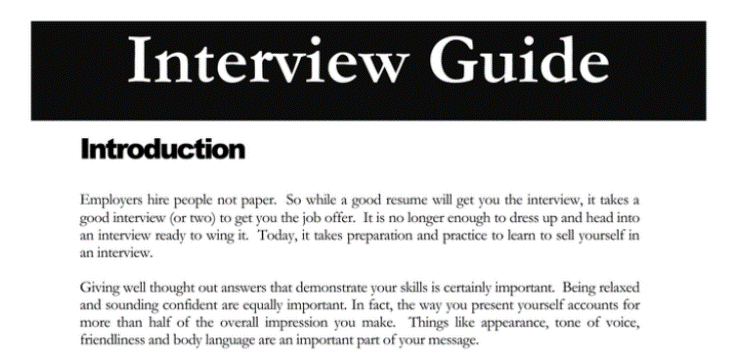 Interview Guide
Introduction
Employers hire people not paper. So while a good resume will get you the interview, it takes a
good interview (or two) to get you the job offer. It is no longer enough to dress up and head into
an interview ready to wing it. Today, it takes preparation and practice to learn to sell yourself in
an interview.
Giving well thought out answers that demonstrate your skills is certainly important. Being relaxed
and sounding confident are equally important. In fact, the way you present yourself accounts for
more than half of the overall impression you make. Things like appearance, tone of voice,
friendliness and body language are an important part of your message.